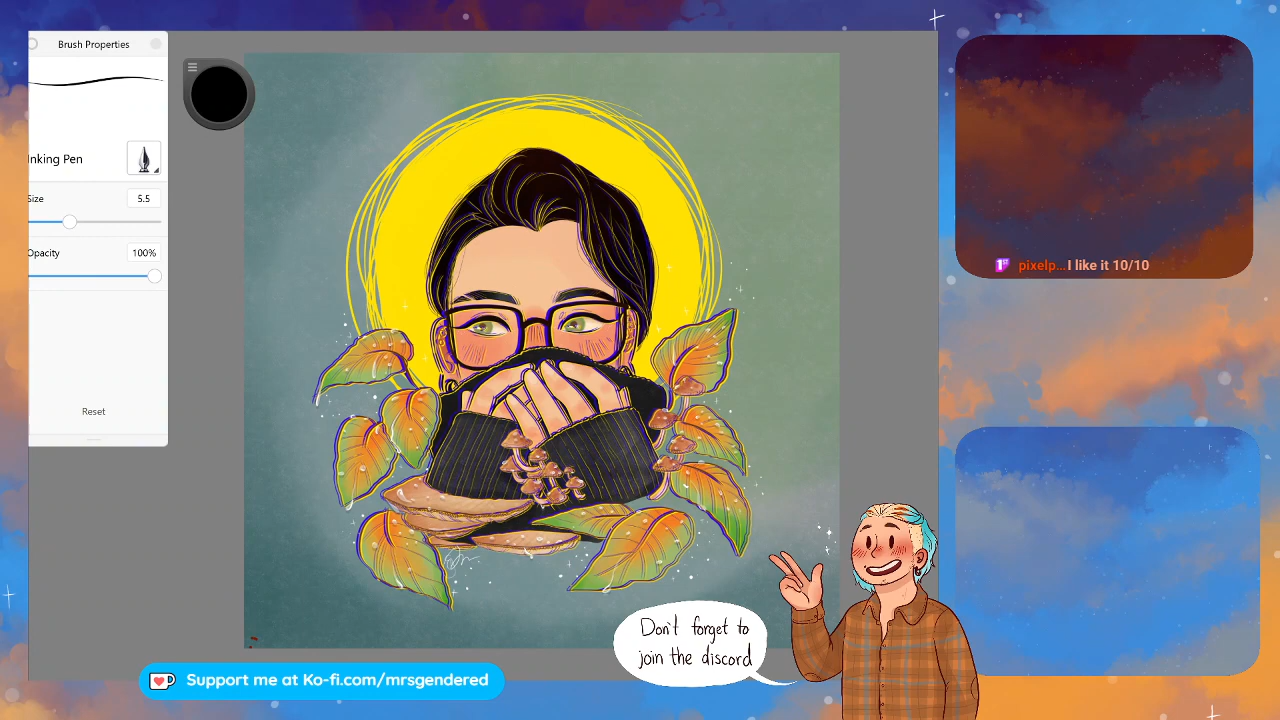 Brush Properties
nking Pen
Size
5.5
Opacity
100%
Reset
pixelp... I like it 10/10
Don't forget to
join the discord
Support me at Ko-fi.com/mrsgendered